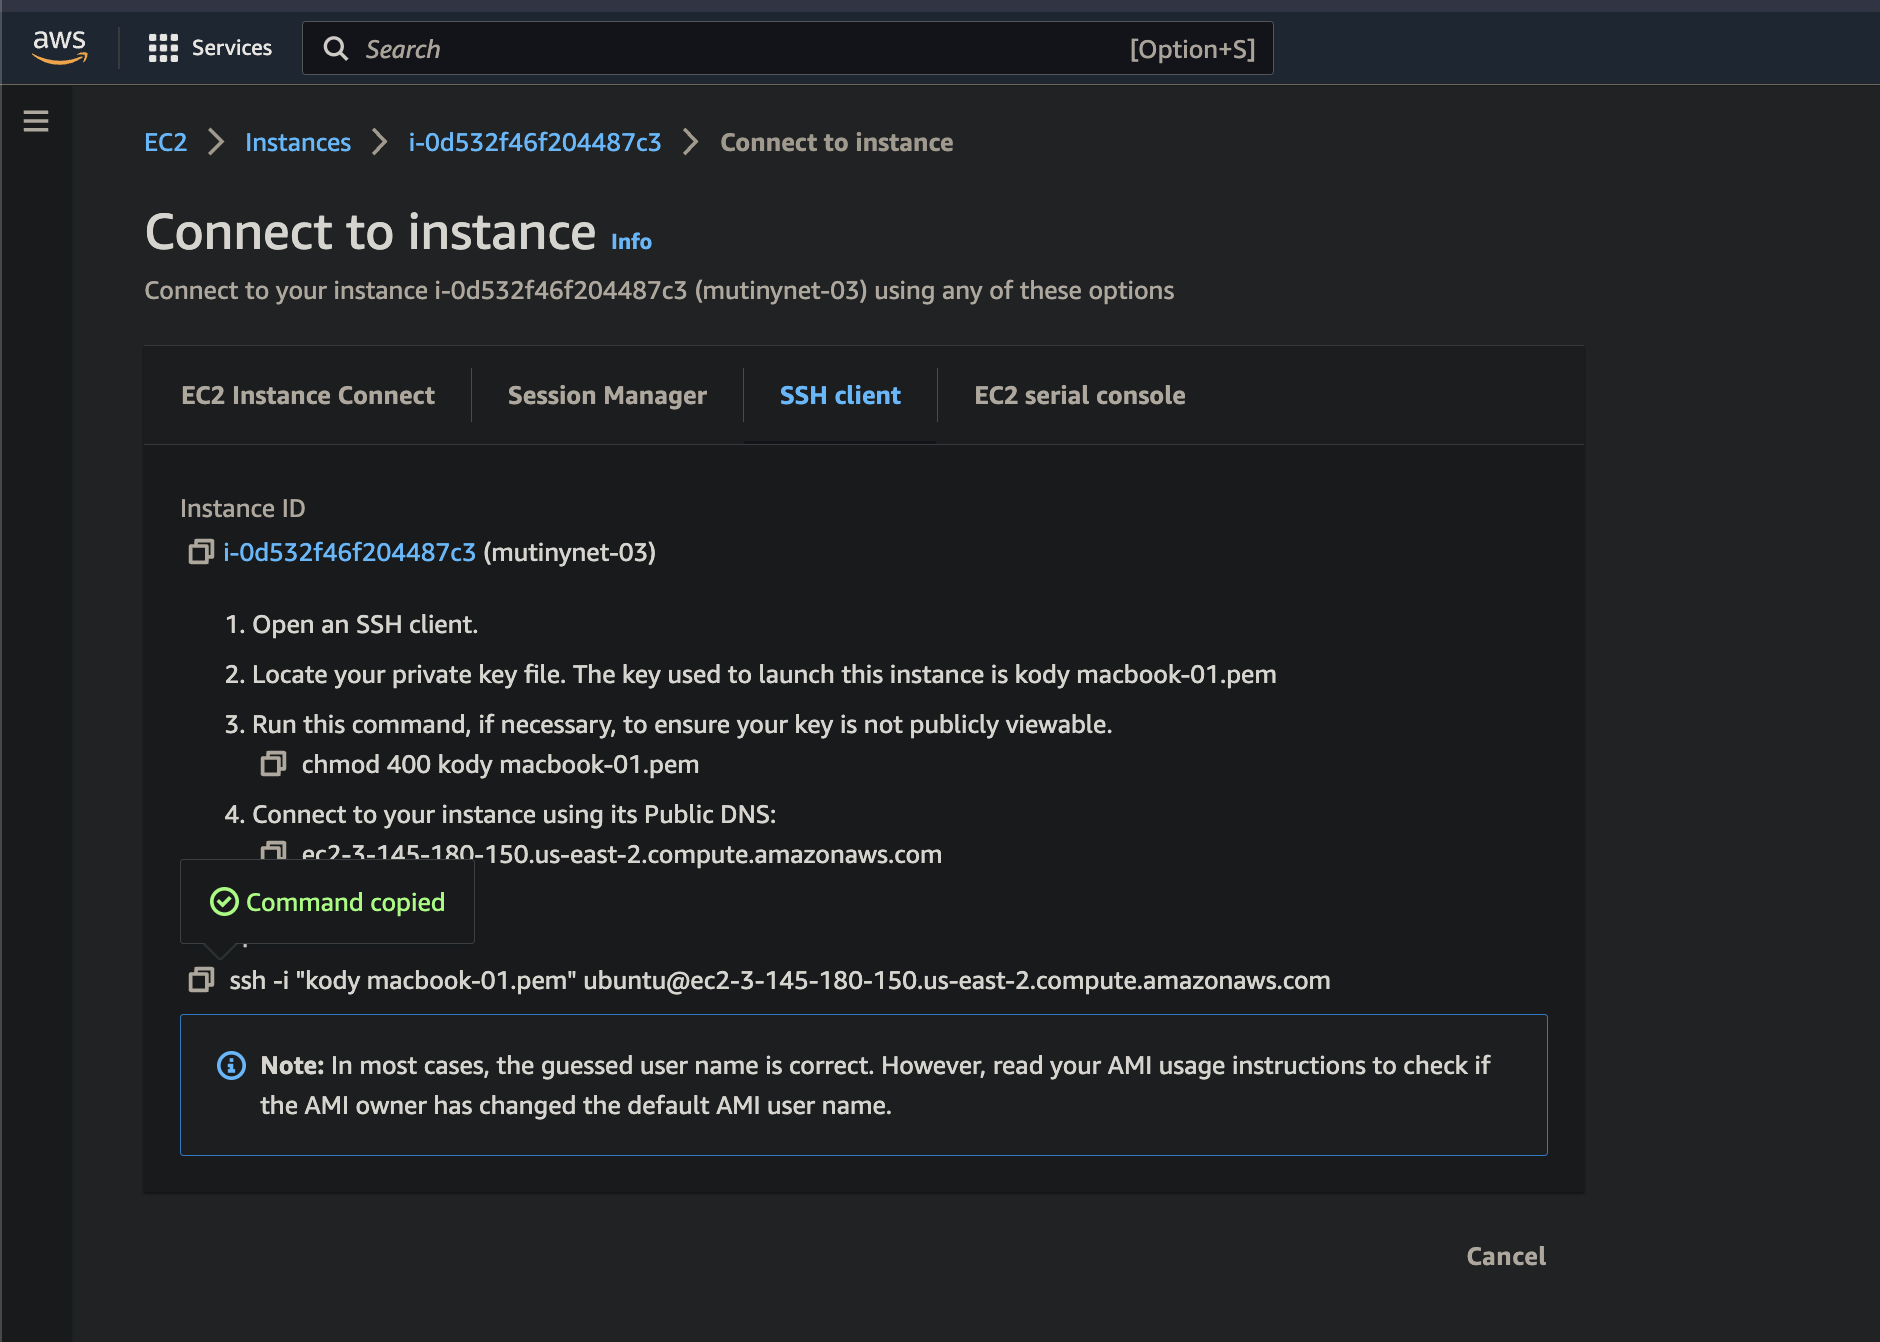 aws
Services
Search
[Option+S]
EC2 > Instances > i-0d532f46f204487c3 > Connect to instance
Connect to instance Info
Connect to your instance i-0d532f46f204487c3 (mutinynet-03) using any of these options
EC2 Instance Connect
Session Manager
SSH client
EC2 serial console
Instance ID
i-0d532f46f204487c3 (mutinynet-03)
1. Open an SSH client.
2. Locate your private key file. The key used to launch this instance is kody macbook-01.pem
3. Run this command, if necessary, to ensure your key is not publicly viewable.
chmod 400 kody macbook-01.pem
4. Connect to your instance using its Public DNS:
ec2-3-145-180-150.us-east-2.compute.amazonaws.com
Command copied
ssh -i "kody macbook-01.pem" ubuntu@ec2-3-145-180-150.us-east-2.compute.amazonaws.com
Note: In most cases, the guessed user name is correct. However, read your AMI usage instructions to check if
the AMI owner has changed the default AMI user name.
Cancel